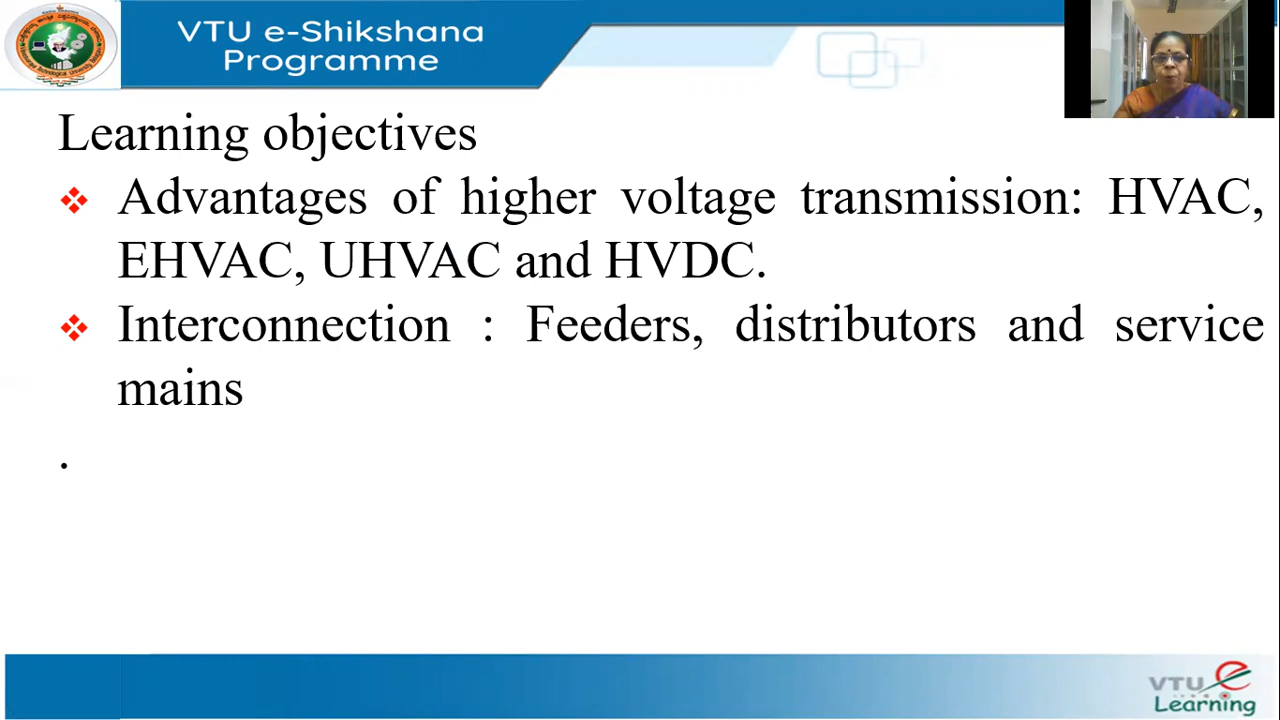 VTU e-Shikshana
Programme
Learning objectives
❖ Advantages of higher voltage transmission: HVAC,
EHVAC, UHVAC and HVDC.
❖ Interconnection : Feeders, distributors and service
mains
.
VTU e
Learning